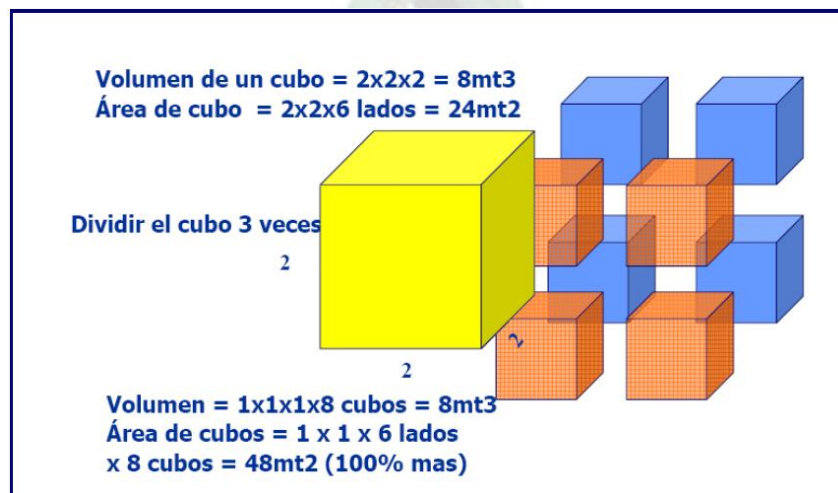 Volumen de un cubo = 2x2x2 = 8mt3
Área de cubo  = 2x2x6 lados = 24mt2
Dividir el cubo 3 veces
2
2
2
Volumen = 1x1x1x8 cubos = 8mt3
Área de cubos = 1 x 1 x 6 lados
x 8 cubos = 48mt2 (100% mas)